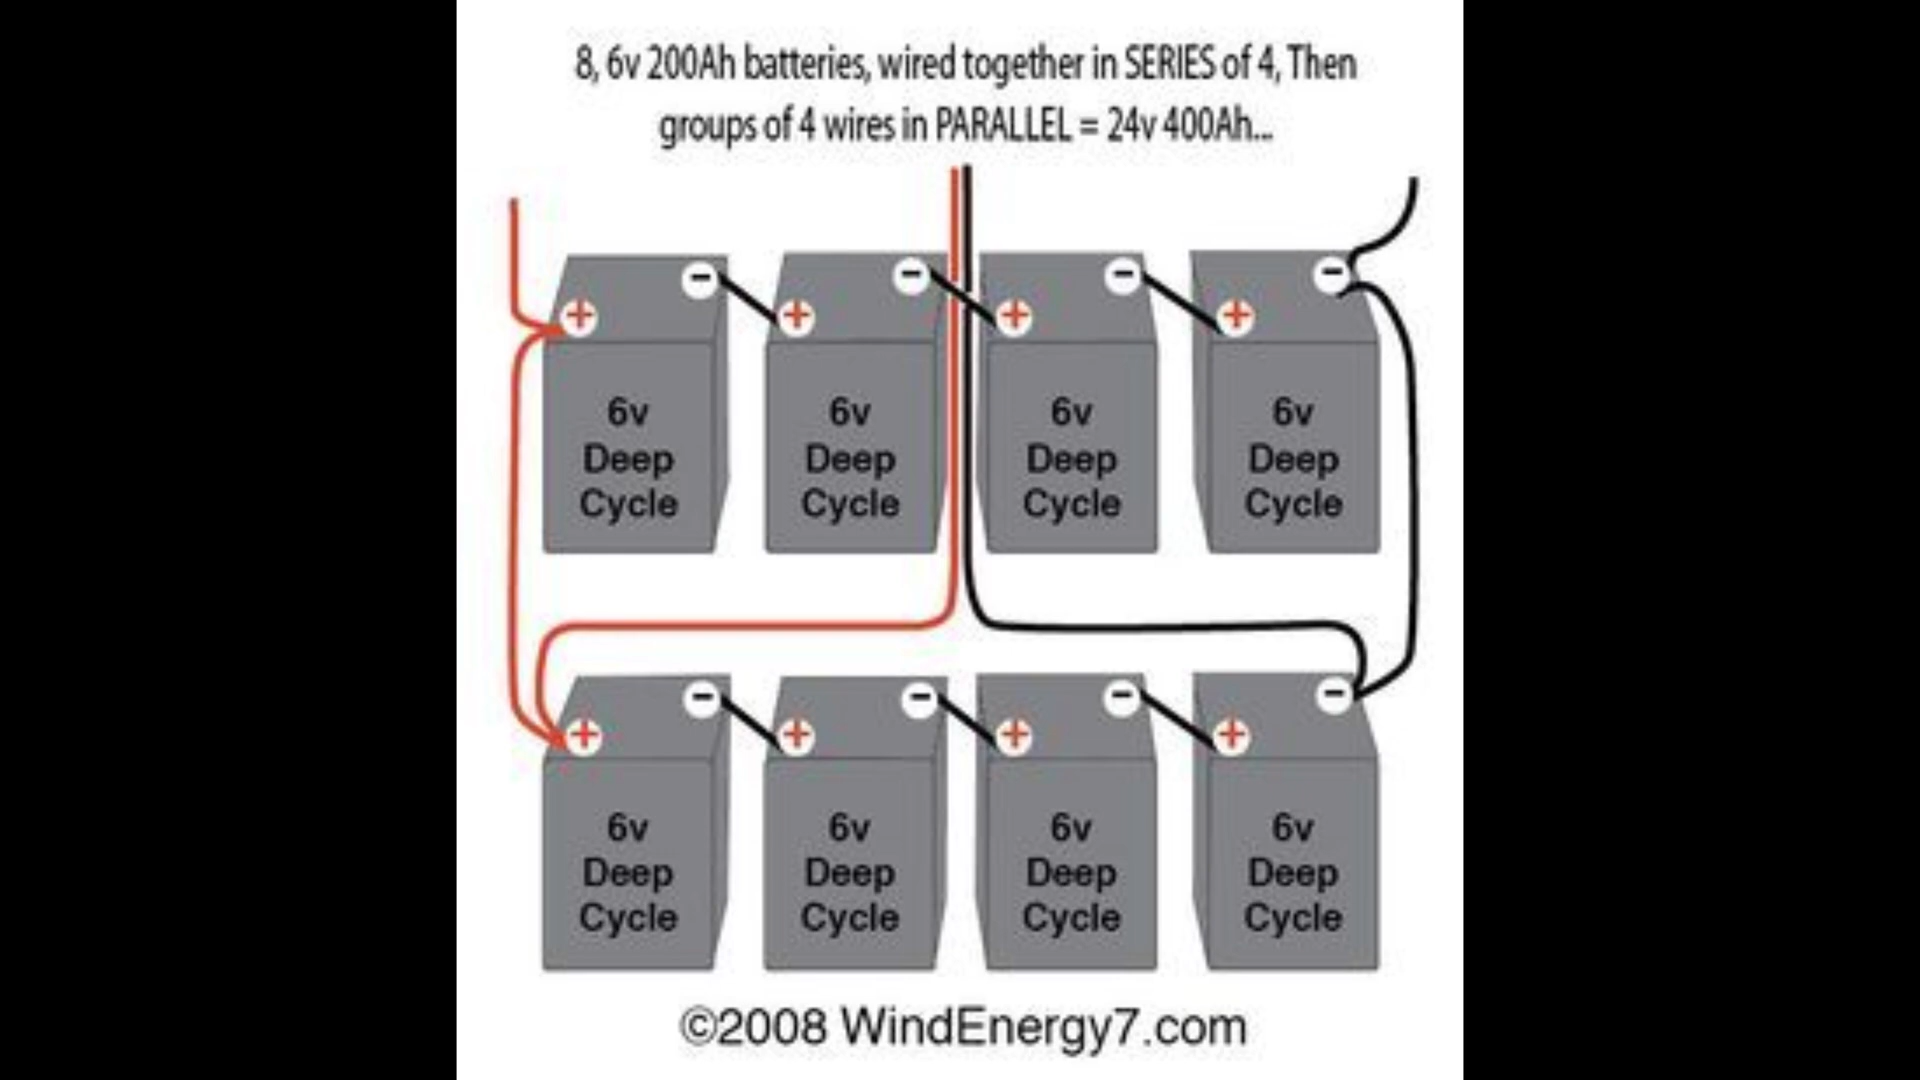 8, 6v 200Ah batteries, wired together in SERIES of 4, Then
groups of 4 wires in PARALLEL = 24v 400Ah...
− − − −
+ + + +
6v 6v 6v 6v
Deep Deep Deep Deep
Cycle Cycle Cycle Cycle
− − − −
+ + + +
6v 6v 6v 6v
Deep Deep Deep Deep
Cycle Cycle Cycle Cycle
©2008 WindEnergy7.com